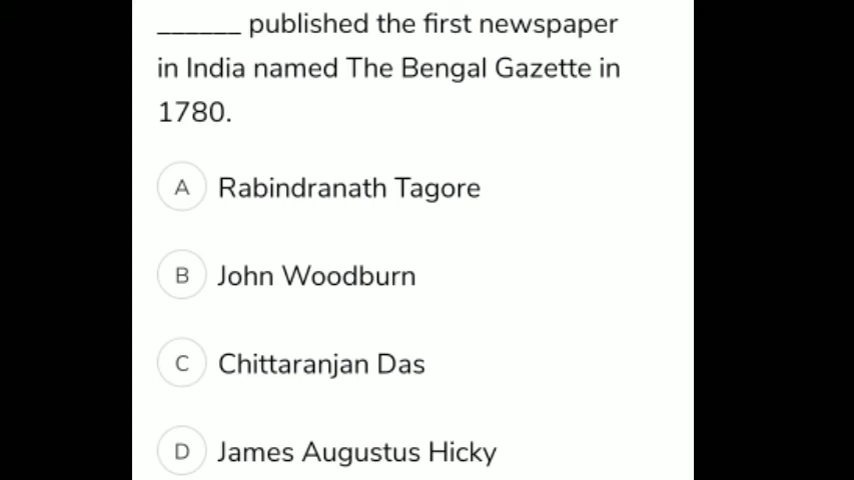 ______ published the first newspaper
in India named The Bengal Gazette in
1780.
A Rabindranath Tagore
B John Woodburn
C Chittaranjan Das
D James Augustus Hicky